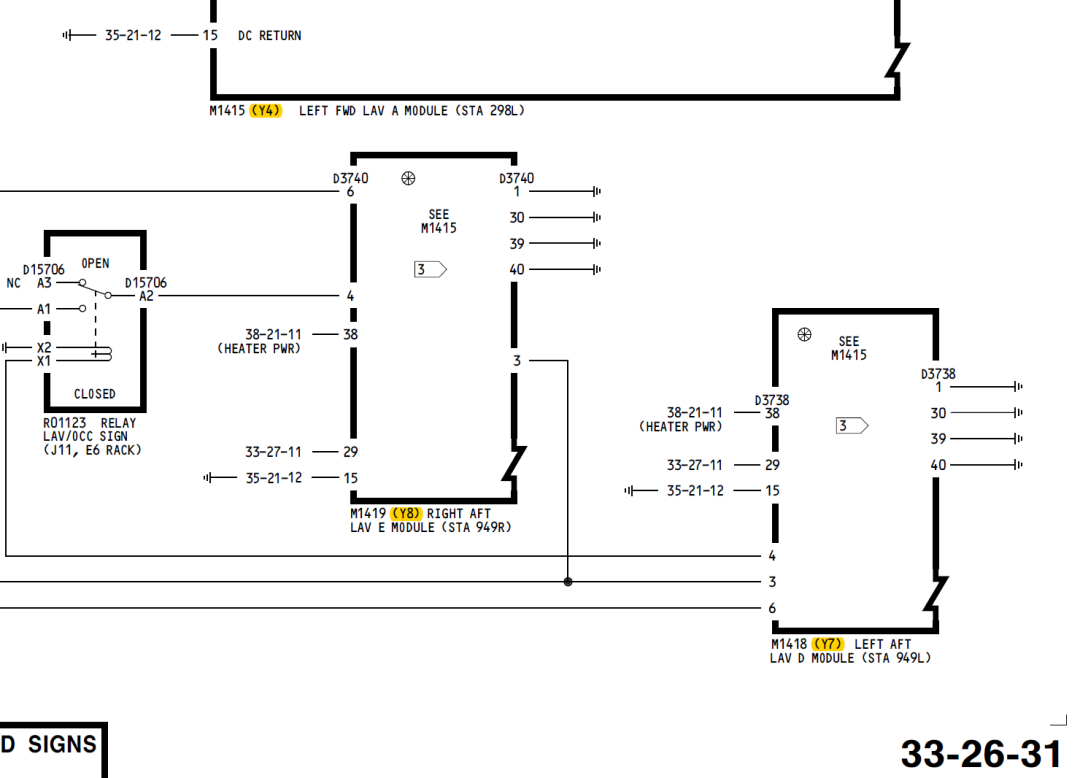 35-21-12 15 DC RETURN
M1415 (Y4) LEFT FWD LAV A MODULE (STA 298L)
D3740 D3740
6 1
SEE
M1415
30
39
3
40
D15706 OPEN
NC A3
D15706
A2
4
A1
38-21-11 38
(HEATER PWR)
X2
X1
3
CLOSED
R01123 RELAY
LAV/OCC SIGN
(J11, E6 RACK)
33-27-11 29
35-21-12 15
M1419 (Y8) RIGHT AFT
LAV E MODULE (STA 949R)
SEE
M1415
D3738
1
D3738
38-21-11 38
(HEATER PWR)
30
3
39
33-27-11 29
40
35-21-12 15
4
3
6
M1418 (Y7) LEFT AFT
LAV D MODULE (STA 949L)
D SIGNS
33-26-31